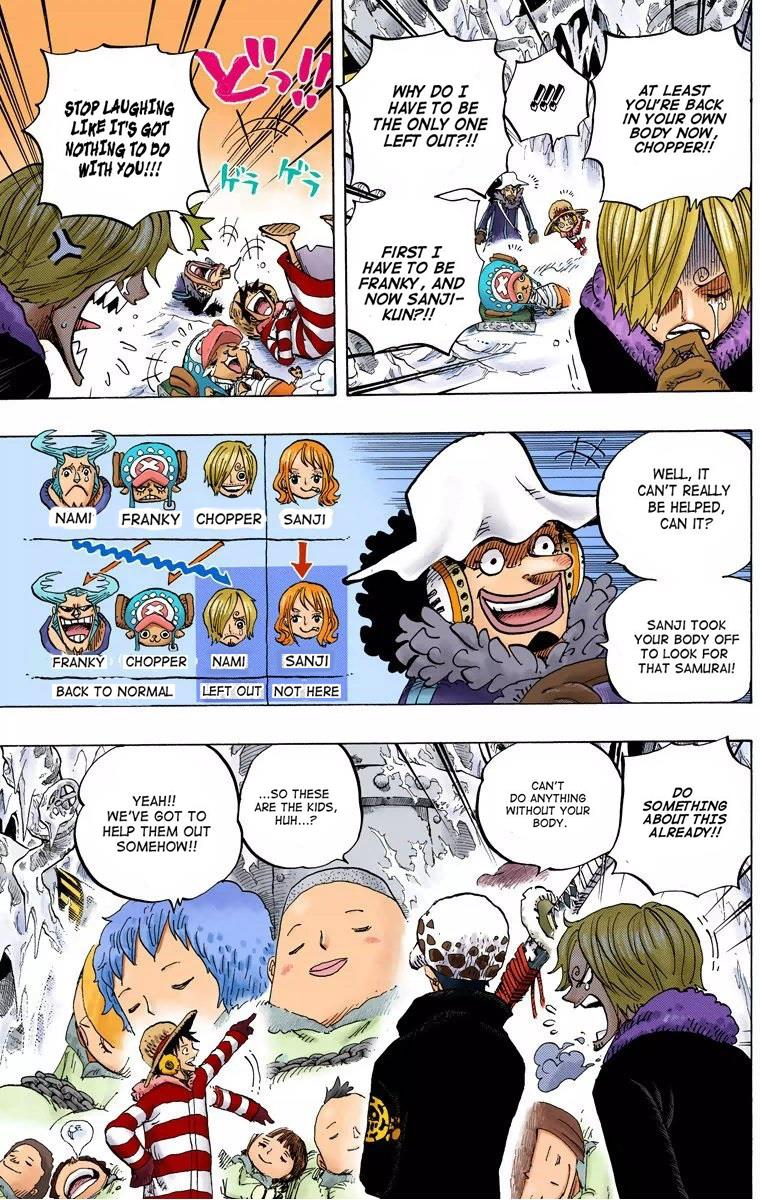 AT LEAST
YOU'RE BACK
IN YOUR OWN
BODY NOW,
CHOPPER!!
!!!
WHY DO I
HAVE TO BE
THE ONLY ONE
LEFT OUT?!!
FIRST I
HAVE TO BE
FRANKY, AND
NOW SANJI-
KUN?!!
どっ!!
STOP LAUGHING
LIKE IT'S GOT
NOTHING TO DO
WITH YOU!!!
ゲラ
ゲラ
WELL, IT
CAN'T REALLY
BE HELPED,
CAN IT?
SANJI TOOK
YOUR BODY OFF
TO LOOK FOR
THAT SAMURAI!
NAMI FRANKY CHOPPER SANJI
FRANKY CHOPPER NAMI SANJI
BACK TO NORMAL LEFT OUT NOT HERE
DO
SOMETHING
ABOUT THIS
ALREADY!!
CAN'T
DO ANYTHING
WITHOUT YOUR
BODY.
...SO THESE
ARE THE KIDS,
HUH...?
YEAH!!
WE'VE GOT TO
HELP THEM OUT
SOMEHOW!!